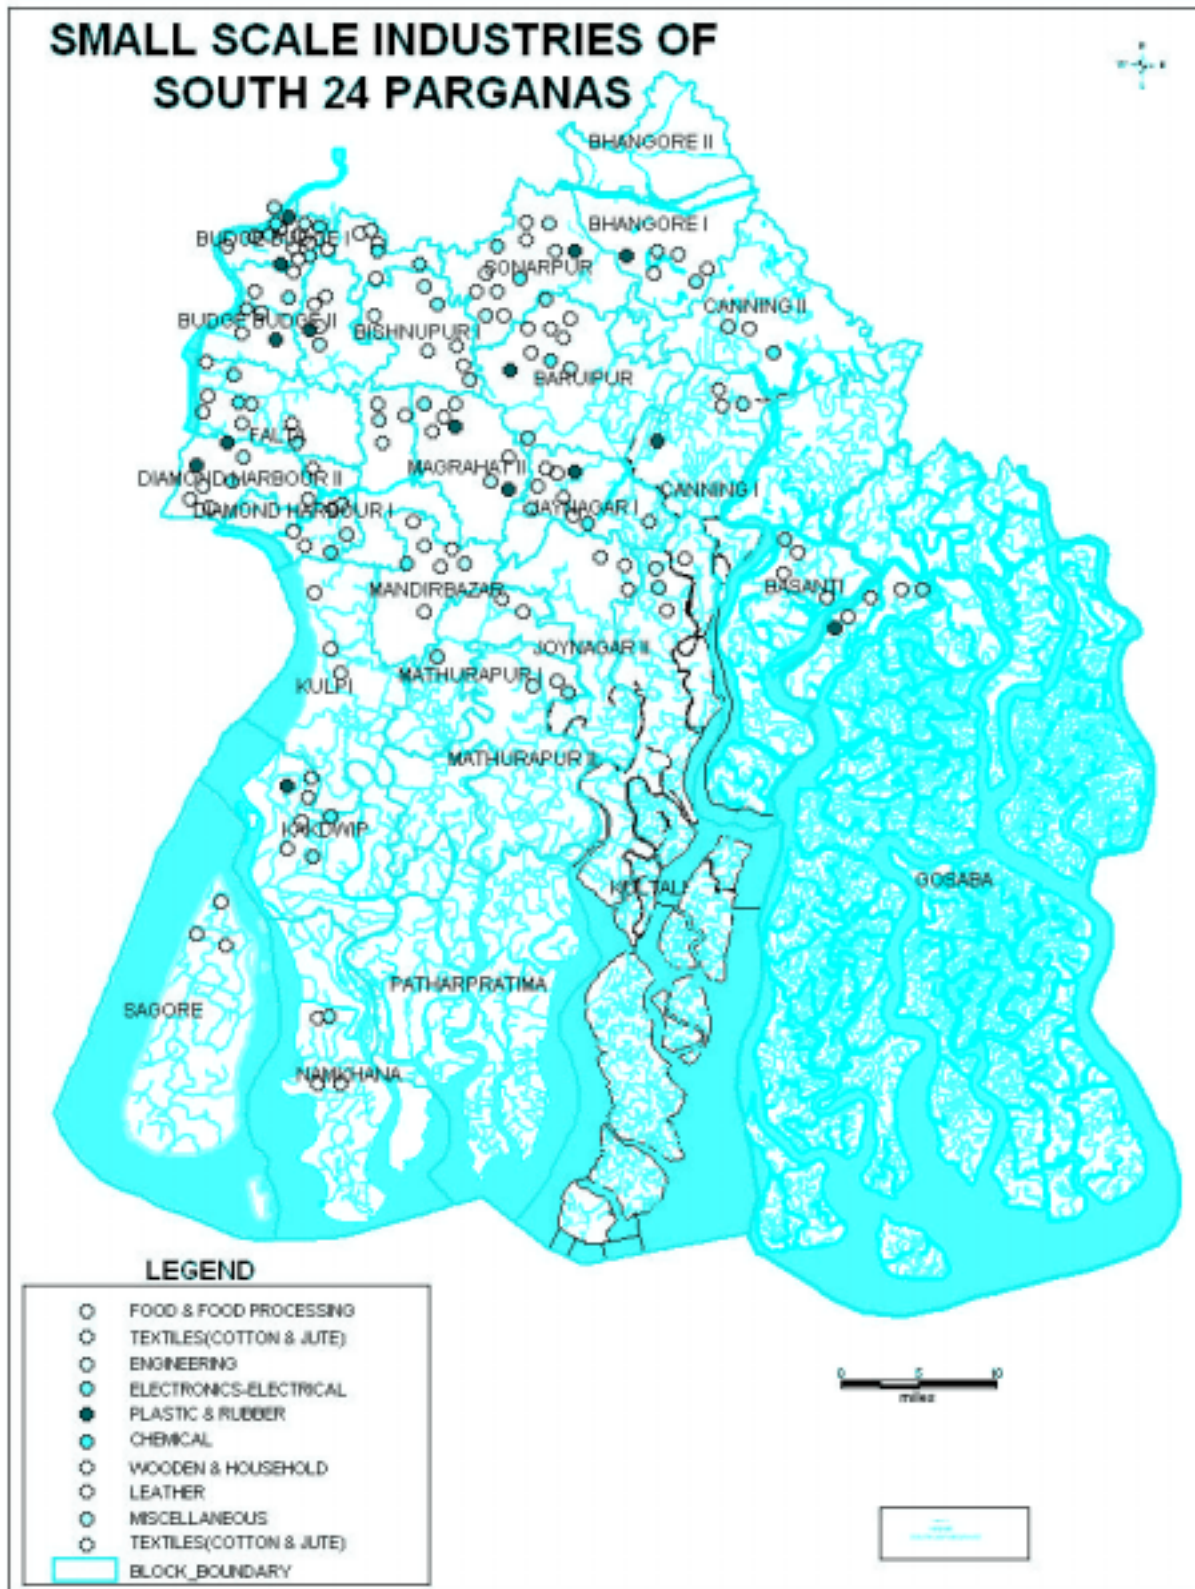 SMALL SCALE INDUSTRIES OF
SOUTH 24 PARGANAS
BHANGORE II
BHANGORE I
BUDGE BUDGE I
SONARPUR
CANNING II
BUDGE BUDGE II
BISHNUPUR I
BARUIPUR
FALTA
MAGRAHAT II
DIAMOND MARBOUR II
CANNING I
DIAMOND HARBOUR I
JAYNAGAR I
BASANTI
MANDIRBAZAR
JOYNAGAR II
MATHURAPUR I
KULPI
MATHURAPUR II
KAKDWIP
KULTALI
GOSABA
PATHARPRATIMA
SAGORE
NAMKHANA
LEGEND
FOOD & FOOD PROCESSING
TEXTILES(COTTON & JUTE)
ENGINEERING
ELECTRONICS-ELECTRICAL
PLASTIC & RUBBER
CHEMICAL
WOODEN & HOUSEHOLD
LEATHER
MISCELLANEOUS
TEXTILES(COTTON & JUTE)
BLOCK_BOUNDARY
0 5 10
miles